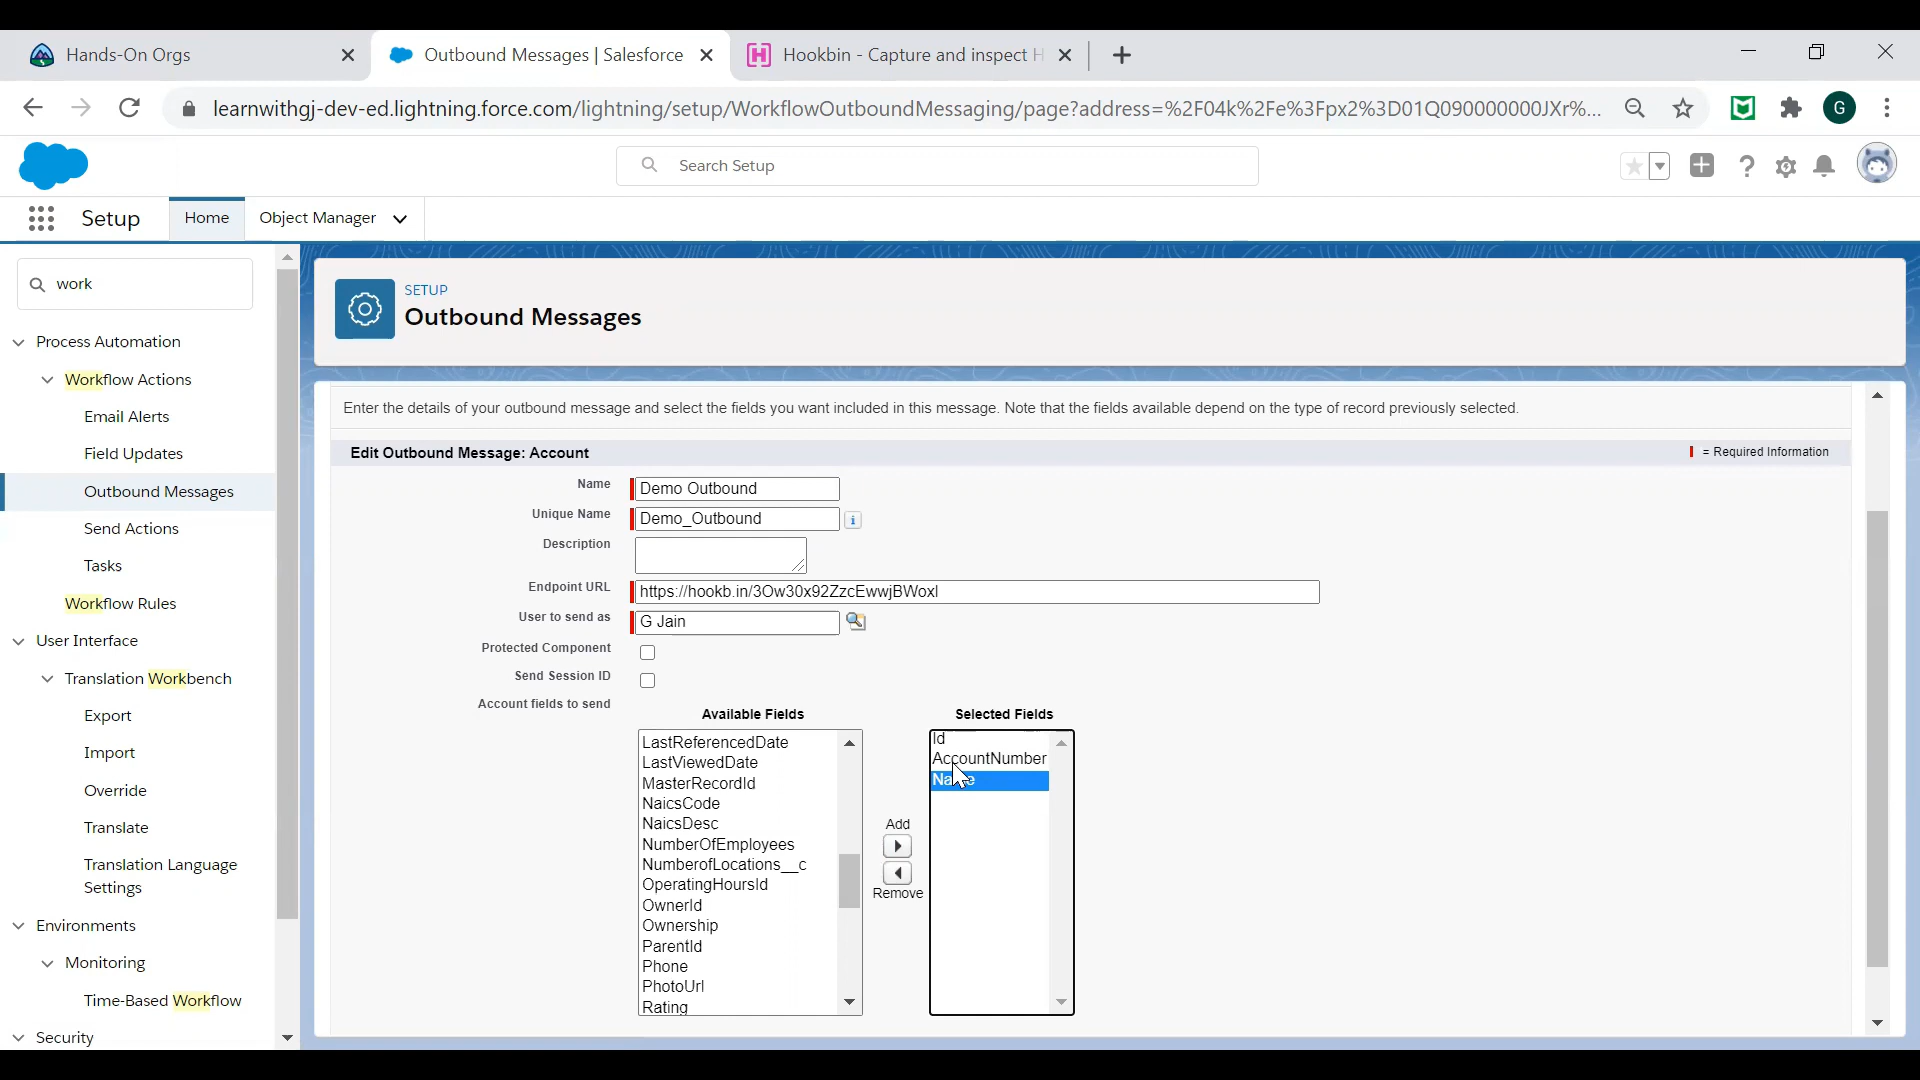 Hands-On Orgs
Outbound Messages | Salesforce
Hookbin - Capture and inspect H
learnwithgj-dev-ed.lightning.force.com/lightning/setup/WorkflowOutboundMessaging/page?address=%2F04k%2Fe%3Fpx2%3D01Q090000000JXr%...
G
Search Setup
Setup
Home
Object Manager
work
Process Automation
Workflow Actions
Email Alerts
Field Updates
Outbound Messages
Send Actions
Tasks
Workflow Rules
User Interface
Translation Workbench
Export
Import
Override
Translate
Translation Language
Settings
Environments
Monitoring
Time-Based Workflow
Security
SETUP
Outbound Messages
Enter the details of your outbound message and select the fields you want included in this message. Note that the fields available depend on the type of record previously selected.
Edit Outbound Message: Account
= Required Information
Name
Demo Outbound
Unique Name
Demo_Outbound
i
Description
Endpoint URL
https://hookb.in/3Ow30x92ZzcEwwjBWoxl
User to send as
G Jain
Protected Component
Send Session ID
Account fields to send
Available Fields
LastReferencedDate
LastViewedDate
MasterRecordId
NaicsCode
NaicsDesc
NumberOfEmployees
NumberofLocations__c
OperatingHoursId
OwnerId
Ownership
ParentId
Phone
PhotoUrl
Rating
Add
Remove
Selected Fields
Id
AccountNumber
Name